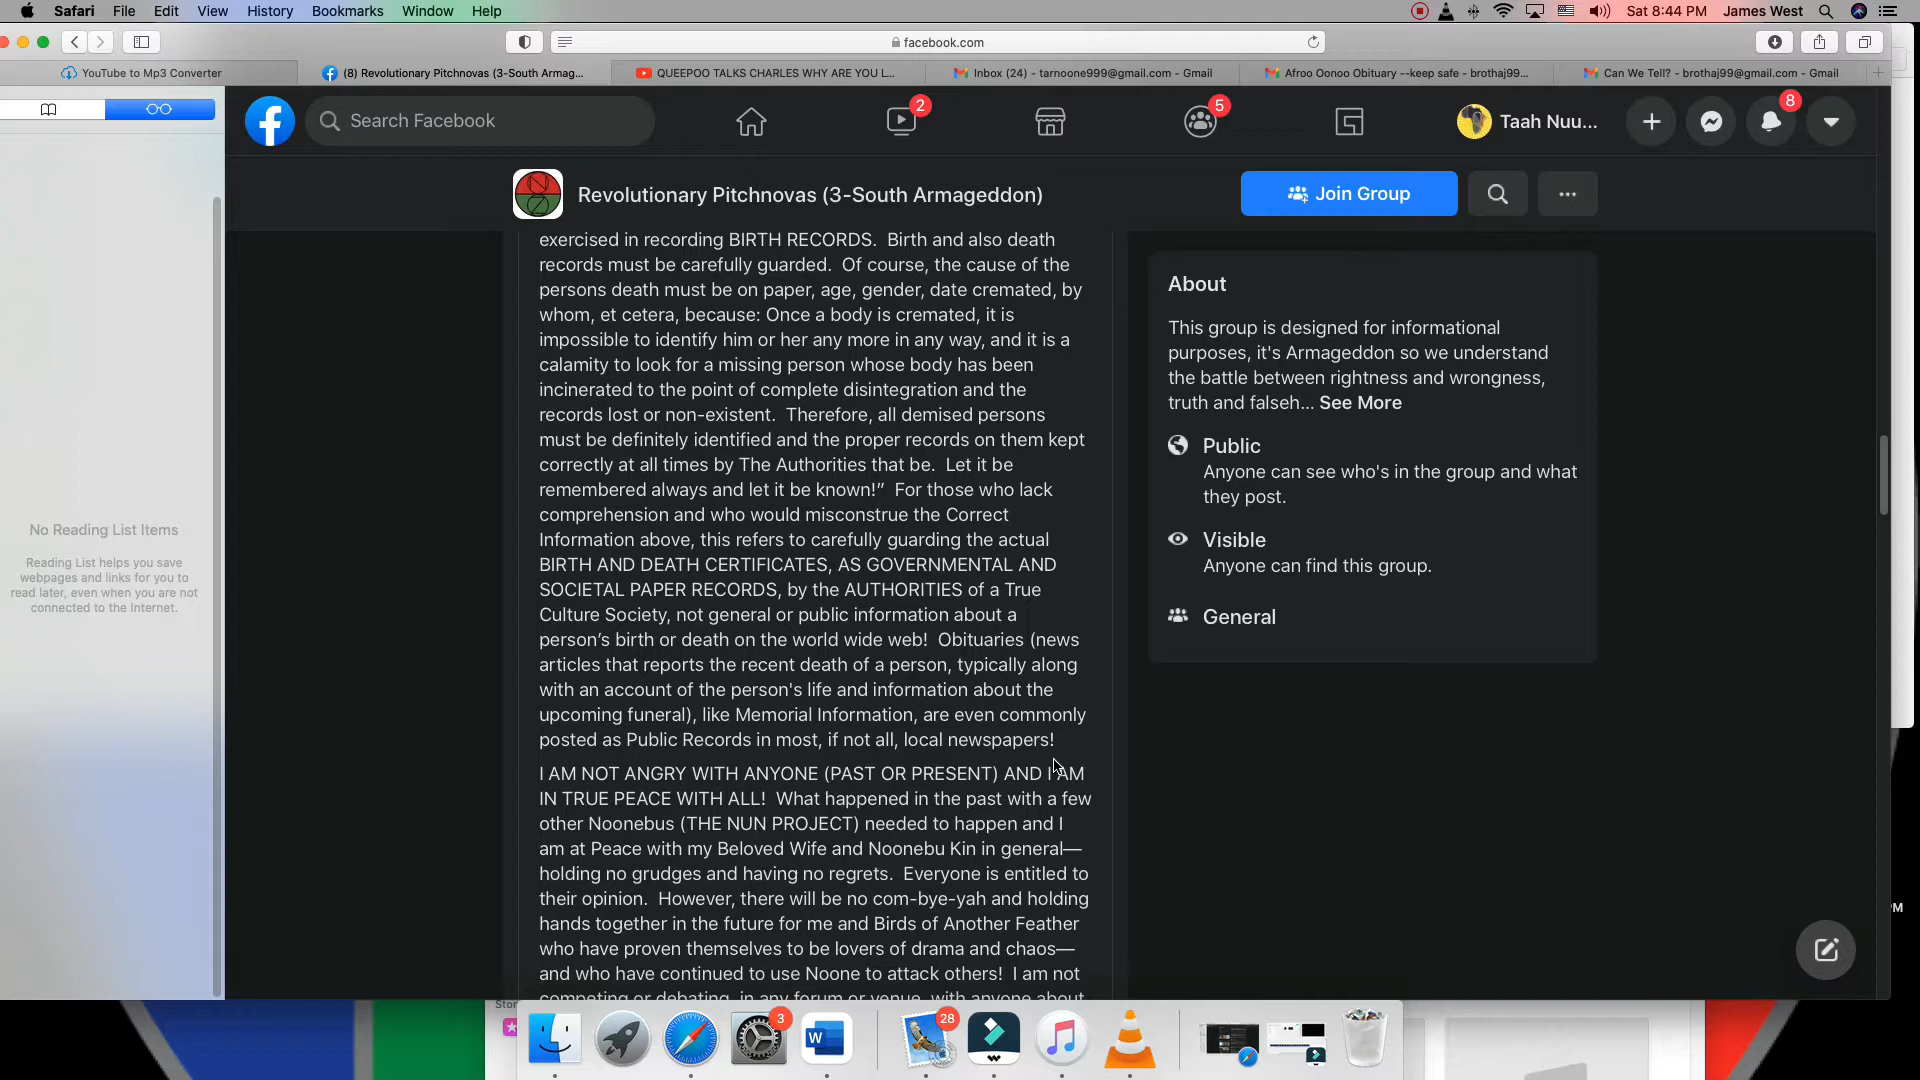 Safari File Edit View History Bookmarks Window Help
Sat 8:44 PM James West
facebook.com
YouTube to Mp3 Converter
(8) Revolutionary Pitchnovas (3-South Armag...
QUEEPOO TALKS CHARLES WHY ARE YOU L...
Inbox (24) - tarnoone999@gmail.com - Gmail
Afroo Oonoo Obituary --keep safe - brothaj99...
Can We Tell? - brothaj99@gmail.com - Gmail
Search Facebook
2
5
Taah Nuu...
8
Revolutionary Pitchnovas (3-South Armageddon)
Join Group
exercised in recording BIRTH RECORDS. Birth and also death
records must be carefully guarded. Of course, the cause of the
persons death must be on paper, age, gender, date cremated, by
whom, et cetera, because: Once a body is cremated, it is
impossible to identify him or her any more in any way, and it is a
calamity to look for a missing person whose body has been
incinerated to the point of complete disintegration and the
records lost or non-existent. Therefore, all demised persons
must be definitely identified and the proper records on them kept
correctly at all times by The Authorities that be. Let it be
remembered always and let it be known!” For those who lack
comprehension and who would misconstrue the Correct
Information above, this refers to carefully guarding the actual
BIRTH AND DEATH CERTIFICATES, AS GOVERNMENTAL AND
SOCIETAL PAPER RECORDS, by the AUTHORITIES of a True
Culture Society, not general or public information about a
person’s birth or death on the world wide web! Obituaries (news
articles that reports the recent death of a person, typically along
with an account of the person's life and information about the
upcoming funeral), like Memorial Information, are even commonly
posted as Public Records in most, if not all, local newspapers!
I AM NOT ANGRY WITH ANYONE (PAST OR PRESENT) AND I AM
IN TRUE PEACE WITH ALL! What happened in the past with a few
other Noonebus (THE NUN PROJECT) needed to happen and I
am at Peace with my Beloved Wife and Noonebu Kin in general—
holding no grudges and having no regrets. Everyone is entitled to
their opinion. However, there will be no com-bye-yah and holding
hands together in the future for me and Birds of Another Feather
who have proven themselves to be lovers of drama and chaos—
and who have continued to use Noone to attack others! I am not
competing or debating, in any forum or venue, with anyone about
About
This group is designed for informational
purposes, it's Armageddon so we understand
the battle between rightness and wrongness,
truth and falseh... See More
Public
Anyone can see who's in the group and what
they post.
Visible
Anyone can find this group.
General
No Reading List Items
Reading List helps you save
webpages and links for you to
read later, even when you are not
connected to the Internet.
PM
Stor
3
28
W